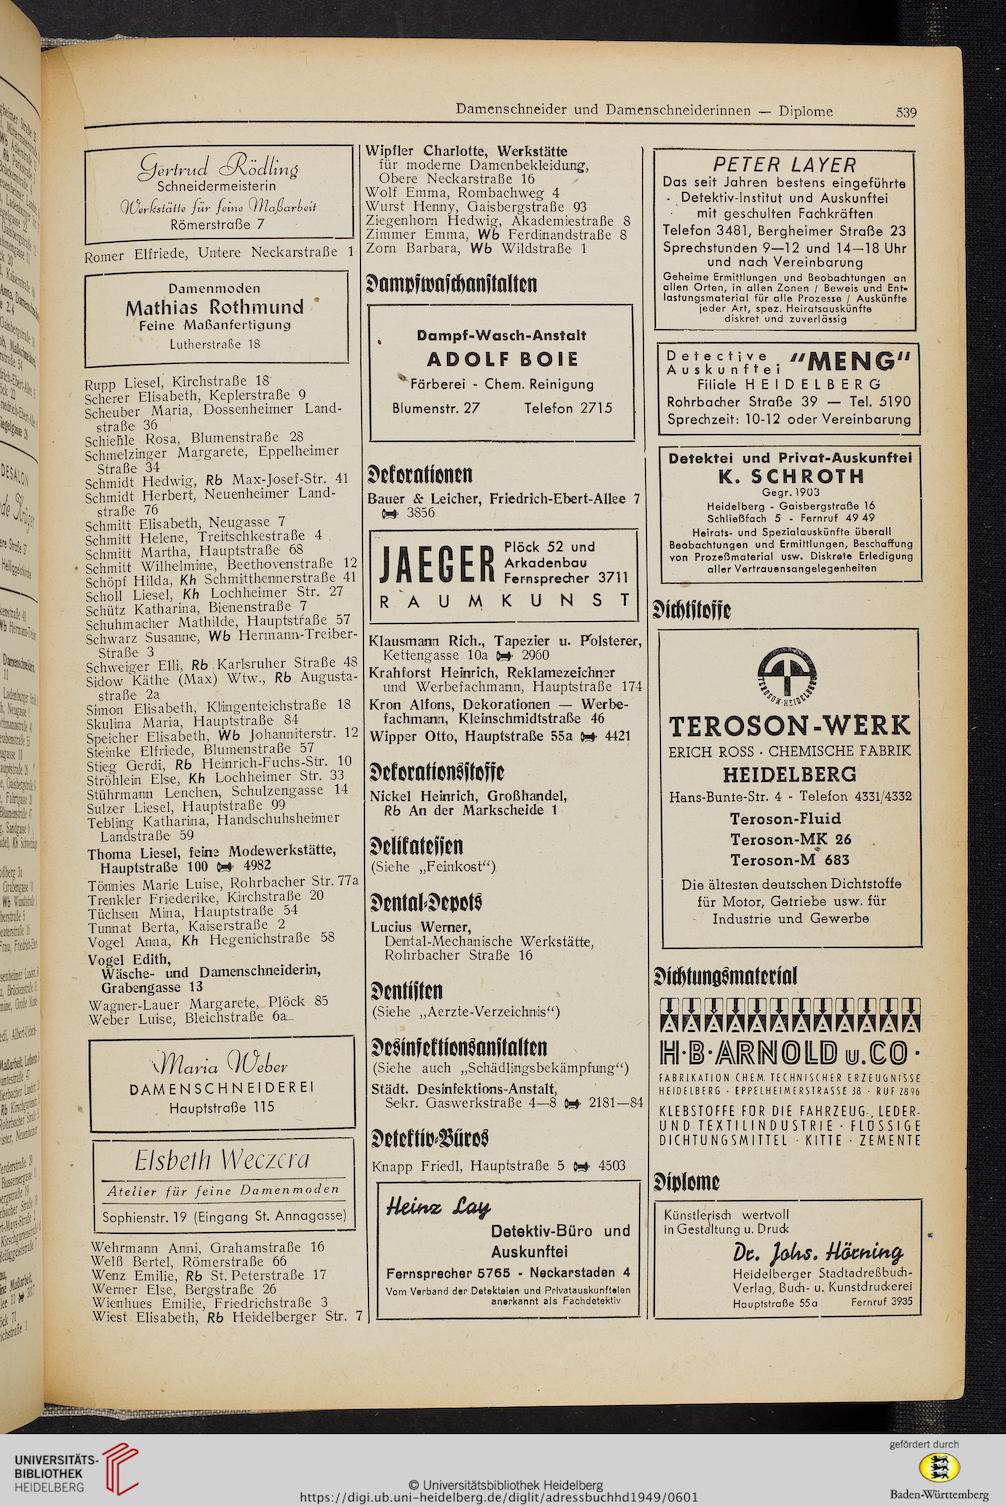 Damenschneider und Damenschneiderinnen — Diplome 539
Gertrud Rödling
Schneidermeisterin
Werkstätte für feine Maßarbeit
Römerstraße 7
Romer Elfriede, Untere Neckarstraße 1
Damenmoden
Mathias Rothmund
Feine Maßanfertigung
Lutherstraße 18
Rupp Liesel, Kirchstraße 18
Scherer Elisabeth, Keplerstraße 9
Scheuber Maria, Dossenheimer Land-
straße 36
Schiehle Rosa, Blumenstraße 28
Schmelzinger Margarete, Eppelheimer
Straße 34
Schmidt Hedwig, Rb Max-Josef-Str. 41
Schmidt Herbert, Neuenheimer Land-
straße 76
Schmitt Elisabeth, Neugasse 7
Schmitt Helene, Treitschkestraße 4
Schmitt Martha, Hauptstraße 68
Schmitt Wilhelmine, Beethovenstraße 12
Schöpf Hilda, Kh Schmitthennerstraße 41
Scholl Liesel, Kh Lochheimer Str. 27
Schütz Katharina, Bienenstraße 7
Schuhmacher Mathilde, Hauptstraße 57
Schwarz Susanne, Wb Hermann-Treiber-
Straße 3
Schweiger Elli, Rb Karlsruher Straße 48
Sidow Käthe (Max) Wtw., Rb Augusta-
straße 2a
Simon Elisabeth, Klingenteichstraße 18
Skulina Maria, Hauptstraße 84
Speicher Elisabeth, Wb Johanniterstr. 12
Steinke Elfriede, Blumenstraße 57
Stieg Gerdi, Rb Heinrich-Fuchs-Str. 10
Ströhlein Else, Kh Lochheimer Str. 33
Stührmann Lenchen, Schulzengasse 14
Sulzer Liesel, Hauptstraße 99
Tebling Katharina, Handschuhsheimer
Landstraße 59
Thoma Liesel, feine Modewerkstätte,
Hauptstraße 100 4982
Tönnies Marie Luise, Rohrbacher Str. 77a
Trenkler Friederike, Kirchstraße 20
Tüchsen Mina, Hauptstraße 54
Tunnat Berta, Kaiserstraße 2
Vogel Anna, Kh Hegenichstraße 58
Vogel Edith,
Wäsche- und Damenschneiderin,
Grabengasse 13
Wagner-Lauer Margarete, Plöck 85
Weber Luise, Bleichstraße 6a
Maria Weber
DAMENSCHNEIDEREI
Hauptstraße 115
Elsbeth Weczera
Atelier für feine Damenmoden
Sophienstr. 19 (Eingang St. Annagasse)
Wehrmann Anni, Grahamstraße 16
Welß Bertel, Römerstraße 66
Wenz Emilie, Rb St. Peterstraße 17
Werner Else, Bergstraße 26
Wienhues Emilie, Friedrichstraße 3
Wiest Elisabeth, Rb Heidelberger Str. 7
Wipfler Charlotte, Werkstätte
für moderne Damenbekleidung,
Obere Neckarstraße 16
Wolf Emma, Rombachweg 4
Wurst Henny, Gaisbergstraße 93
Ziegenhorn Hedwig, Akademiestraße 8
Zimmer Emma, Wb Ferdinandstraße 8
Zorn Barbara, Wb Wildstraße 1
Dampfwaschanstalten
Dampf-Wasch-Anstalt
ADOLF BOIE
Färberei - Chem. Reinigung
Blumenstr. 27 Telefon 2715
Dekorationen
Bauer & Leicher, Friedrich-Ebert-Allee 7
3856
JAEGER Plöck 52 und
Arkadenbau
Fernsprecher 3711
RAUMKUNST
Klausmann Rich., Tapezier u. Polsterer,
Kettengasse 10a 2960
Krahforst Heinrich, Reklamezeichner
und Werbefachmann, Hauptstraße 174
Kron Alfons, Dekorationen — Werbe-
fachmann, Kleinschmidtstraße 46
Wipper Otto, Hauptstraße 55a 4421
Dekorationsstoffe
Nickel Heinrich, Großhandel,
Rb An der Markscheide 1
Delikatessen
(Siehe „Feinkost“)
Dental-Depots
Lucius Werner,
Dental-Mechanische Werkstätte,
Rohrbacher Straße 16
Dentisten
(Siehe „Aerzte-Verzeichnis“)
Desinfektionsanstalten
(Siehe auch „Schädlingsbekämpfung“)
Städt. Desinfektions-Anstalt,
Sekr. Gaswerkstraße 4—8 2181—84
Detektiv-Büros
Knapp Friedl, Hauptstraße 5 4503
Heinz Lay
Detektiv-Büro und
Auskunftei
Fernsprecher 5765 - Neckarstaden 4
Vom Verband der Detekteien und Privatauskunfteien
anerkannt als Fachdetektiv
PETER LAYER
Das seit Jahren bestens eingeführte
Detektiv-Institut und Auskunftei
mit geschulten Fachkräften
Telefon 3481, Bergheimer Straße 23
Sprechstunden 9—12 und 14—18 Uhr
und nach Vereinbarung
Geheime Ermittlungen und Beobachtungen an
allen Orten, in allen Zonen / Beweis und Ent-
lastungsmaterial für alle Prozesse / Auskünfte
jeder Art, spez. Heiratsauskünfte
diskret und zuverlässig
Detective Auskunftei "MENG"
Filiale HEIDELBERG
Rohrbacher Straße 39 — Tel. 5190
Sprechzeit: 10-12 oder Vereinbarung
Detektei und Privat-Auskunftei
K. SCHROTH
Gegr. 1903
Heidelberg - Gaisbergstraße 16
Schließfach 5 - Fernruf 49 49
Heirats- und Spezialauskünfte überall
Beobachtungen und Ermittlungen, Beschaffung
von Prozeßmaterial usw. Diskrete Erledigung
aller Vertrauensangelegenheiten
Dichtstoffe
TEROSON-HEIDELBERG
TEROSON-WERK
ERICH ROSS · CHEMISCHE FABRIK
HEIDELBERG
Hans-Bunte-Str. 4 - Telefon 4331/4332
Teroson-Fluid
Teroson-MK 26
Teroson-M 683
Die ältesten deutschen Dichtstoffe
für Motor, Getriebe usw. für
Industrie und Gewerbe
Dichtungsmaterial
H·B·ARNOLD u. CO·
FABRIKATION CHEM. TECHNISCHER ERZEUGNISSE
HEIDELBERG · EPPELHEIMERSTRASSE 38 · RUF 2896
KLEBSTOFFE FÜR DIE FAHRZEUG-, LEDER-
UND TEXTILINDUSTRIE · FLÜSSIGE
DICHTUNGSMITTEL · KITTE · ZEMENTE
Diplome
Künstlerisch wertvoll
in Gestaltung u. Druck
Dr. Johs. Hörning
Heidelberger Stadtadreßbuch-
Verlag, Buch- u. Kunstdruckerei
Hauptstraße 55a Fernruf 3935
UNIVERSITÄTS-
BIBLIOTHEK
HEIDELBERG
© Universitätsbibliothek Heidelberg
https://digi.ub.uni-heidelberg.de/diglit/adressbuchhd1949/0601
gefördert durch
Baden-Württemberg